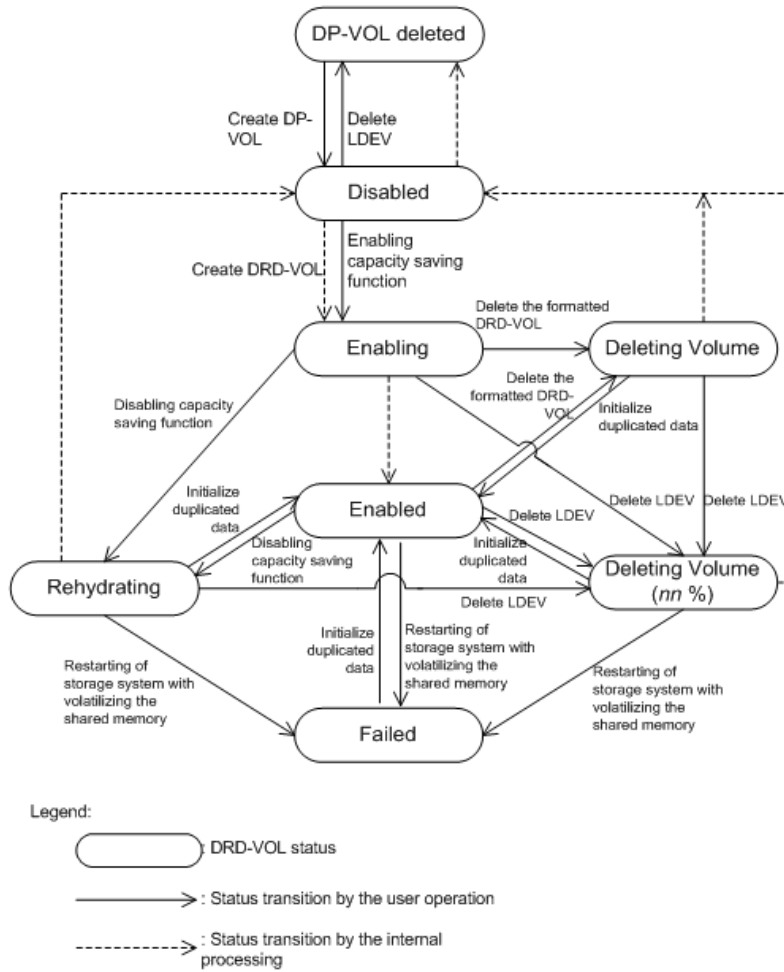 DP-VOL deleted
Create DP-
VOL
Delete
LDEV
Disabled
Create DRD-VOL
Enabling
capacity saving
function
Delete the formatted
DRD-VOL
Enabling
Deleting Volume
Disabling capacity
saving function
Delete the
formatted DRD-
VOL
Initialize
duplicated data
Initialize
duplicated
data
Enabled
Delete LDEV
Delete LDEV
Delete LDEV
Disabling capacity
saving function
Initialize
duplicated
data
Rehydrating
Deleting Volume
(nn %)
Delete LDEV
Restarting of
storage system with
volatilizing the
shared memory
Initialize
duplicated
data
Restarting of
storage system with
volatilizing the
shared memory
Restarting of
storage system with
volatilizing the
shared memory
Failed
Legend:
: DRD-VOL status
: Status transition by the user operation
: Status transition by the internal
processing